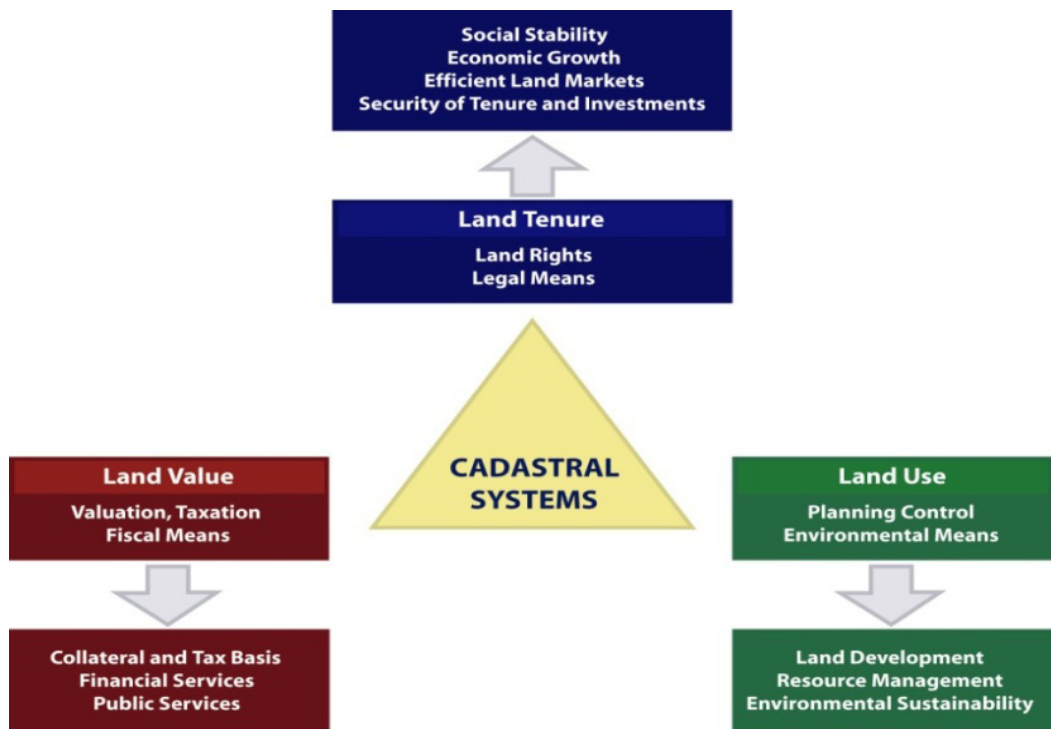 Social Stability
Economic Growth
Efficient Land Markets
Security of Tenure and Investments
Land Tenure
Land Rights
Legal Means
CADASTRAL
SYSTEMS
Land Value
Valuation, Taxation
Fiscal Means
Collateral and Tax Basis
Financial Services
Public Services
Land Use
Planning Control
Environmental Means
Land Development
Resource Management
Environmental Sustainability